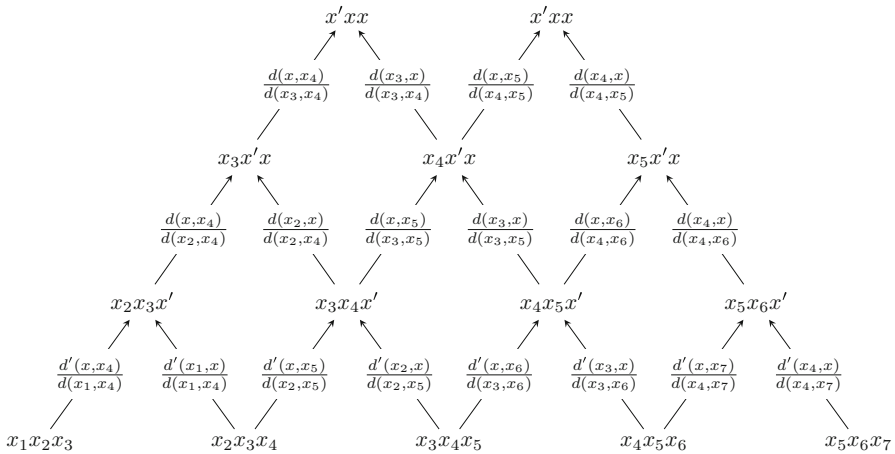 x′xx x′xx
d(x,x₄)/d(x₃,x₄) d(x₃,x)/d(x₃,x₄) d(x,x₅)/d(x₄,x₅) d(x₄,x)/d(x₄,x₅)
x₃x′x x₄x′x x₅x′x
d(x,x₄)/d(x₂,x₄) d(x₂,x)/d(x₂,x₄) d(x,x₅)/d(x₃,x₅) d(x₃,x)/d(x₃,x₅) d(x,x₆)/d(x₄,x₆) d(x₄,x)/d(x₄,x₆)
x₂x₃x′ x₃x₄x′ x₄x₅x′ x₅x₆x′
d′(x,x₄)/d(x₁,x₄) d′(x₁,x)/d(x₁,x₄) d′(x,x₅)/d(x₂,x₅) d′(x₂,x)/d(x₂,x₅) d′(x,x₆)/d(x₃,x₆) d′(x₃,x)/d(x₃,x₆) d′(x,x₇)/d(x₄,x₇) d′(x₄,x)/d(x₄,x₇)
x₁x₂x₃ x₂x₃x₄ x₃x₄x₅ x₄x₅x₆ x₅x₆x₇